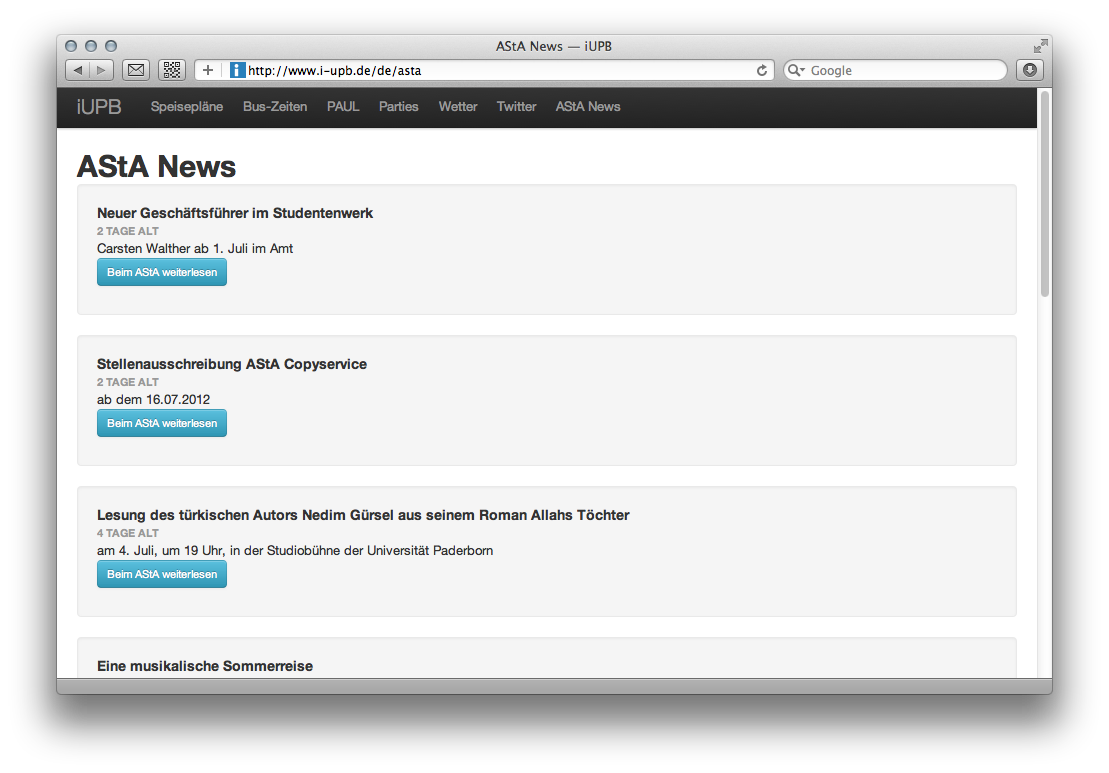 AStA News — iUPB
http://www.i-upb.de/de/asta
Google
iUPB Speisepläne Bus-Zeiten PAUL Parties Wetter Twitter AStA News
AStA News
Neuer Geschäftsführer im Studentenwerk
2 TAGE ALT
Carsten Walther ab 1. Juli im Amt
Beim AStA weiterlesen
Stellenausschreibung AStA Copyservice
2 TAGE ALT
ab dem 16.07.2012
Beim AStA weiterlesen
Lesung des türkischen Autors Nedim Gürsel aus seinem Roman Allahs Töchter
4 TAGE ALT
am 4. Juli, um 19 Uhr, in der Studiobühne der Universität Paderborn
Beim AStA weiterlesen
Eine musikalische Sommerreise